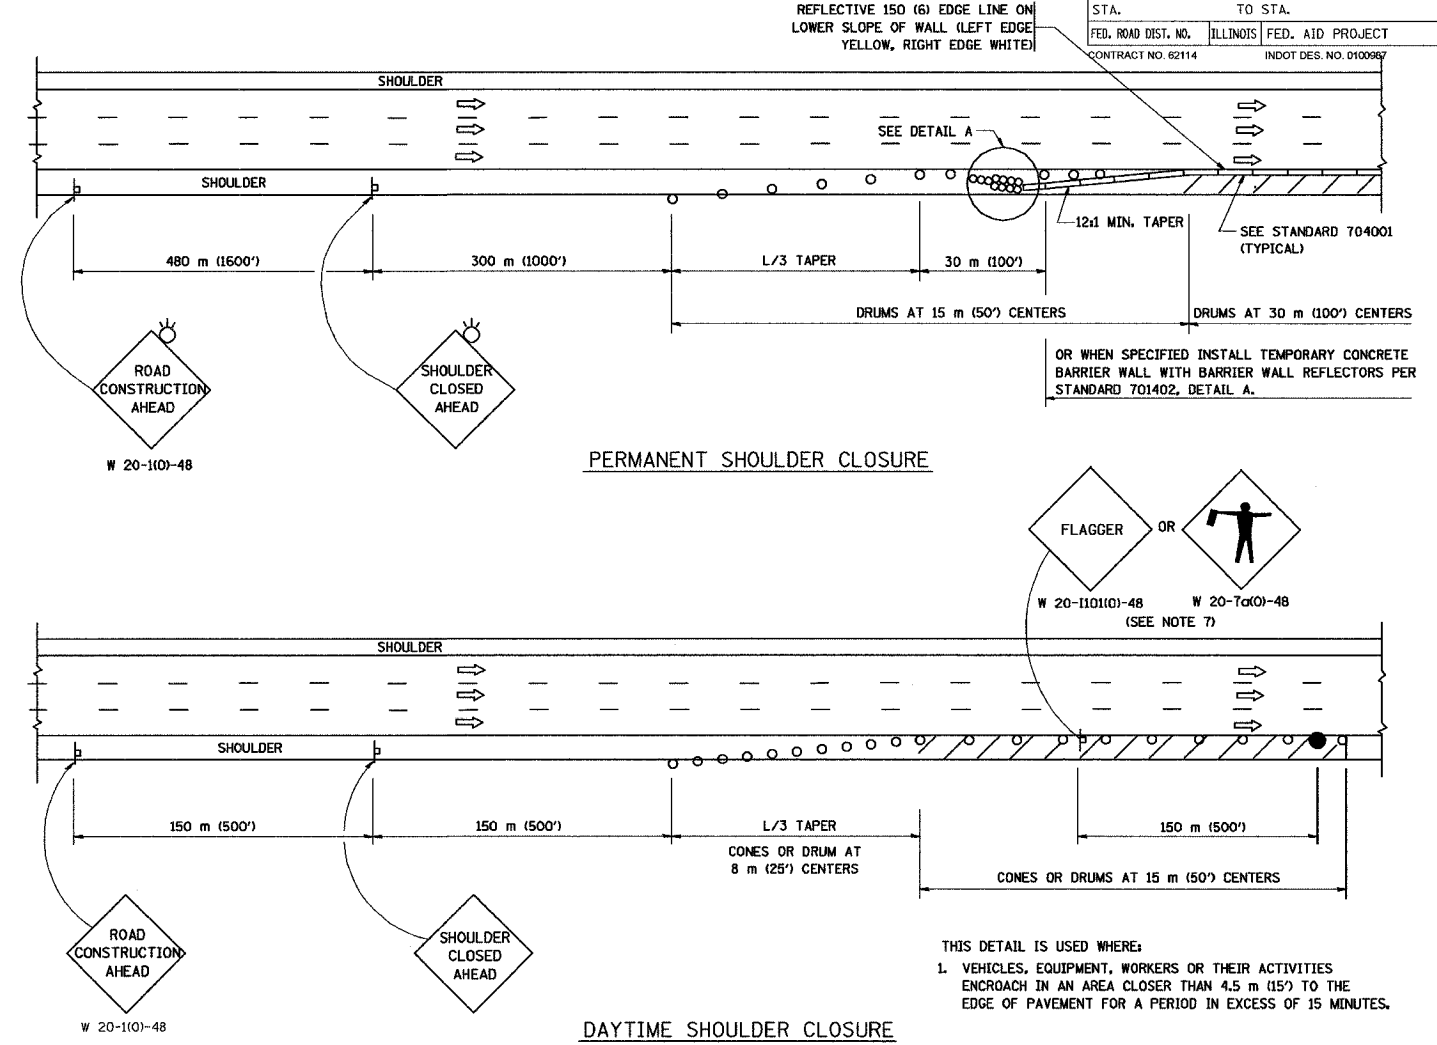 REFLECTIVE 150 (6) EDGE LINE ON
LOWER SLOPE OF WALL (LEFT EDGE
YELLOW, RIGHT EDGE WHITE)
STA. TO STA.
FED. ROAD DIST. NO. ILLINOIS FED. AID PROJECT
CONTRACT NO. 62114 INDOT DES. NO. 0100987
SHOULDER
SEE DETAIL A
SHOULDER
12:1 MIN. TAPER
SEE STANDARD 704001
(TYPICAL)
480 m (1600')
300 m (1000')
L/3 TAPER
30 m (100')
DRUMS AT 15 m (50') CENTERS
DRUMS AT 30 m (100') CENTERS
OR WHEN SPECIFIED INSTALL TEMPORARY CONCRETE
BARRIER WALL WITH BARRIER WALL REFLECTORS PER
STANDARD 701402, DETAIL A.
ROAD
CONSTRUCTION
AHEAD
W 20-1(0)-48
SHOULDER
CLOSED
AHEAD
PERMANENT SHOULDER CLOSURE
FLAGGER
OR
W 20-I101(0)-48
W 20-7a(0)-48
(SEE NOTE 7)
SHOULDER
SHOULDER
150 m (500')
150 m (500')
L/3 TAPER
CONES OR DRUM AT
8 m (25') CENTERS
150 m (500')
CONES OR DRUMS AT 15 m (50') CENTERS
ROAD
CONSTRUCTION
AHEAD
W 20-1(0)-48
SHOULDER
CLOSED
AHEAD
THIS DETAIL IS USED WHERE:
1. VEHICLES, EQUIPMENT, WORKERS OR THEIR ACTIVITIES
ENCROACH IN AN AREA CLOSER THAN 4.5 m (15') TO THE
EDGE OF PAVEMENT FOR A PERIOD IN EXCESS OF 15 MINUTES.
DAYTIME SHOULDER CLOSURE